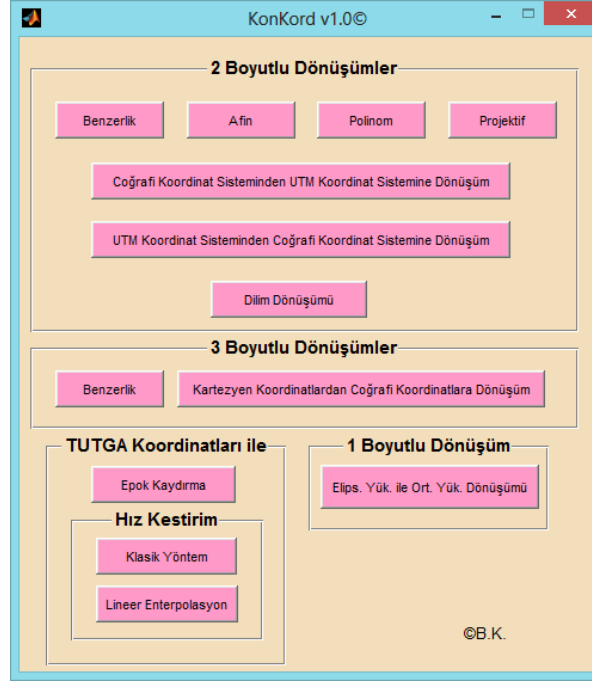 KonKord v1.0©
2 Boyutlu Dönüşümler
Benzerlik Afin Polinom Projektif
Coğrafi Koordinat Sisteminden UTM Koordinat Sistemine Dönüşüm
UTM Koordinat Sisteminden Coğrafi Koordinat Sistemine Dönüşüm
Dilim Dönüşümü
3 Boyutlu Dönüşümler
Benzerlik Kartezyen Koordinatlardan Coğrafi Koordinatlara Dönüşüm
TUTGA Koordinatları ile
Epok Kaydırma
Hız Kestirim
Klasik Yöntem
Lineer Enterpolasyon
1 Boyutlu Dönüşüm
Elips. Yük. ile Ort. Yük. Dönüşümü
©B.K.